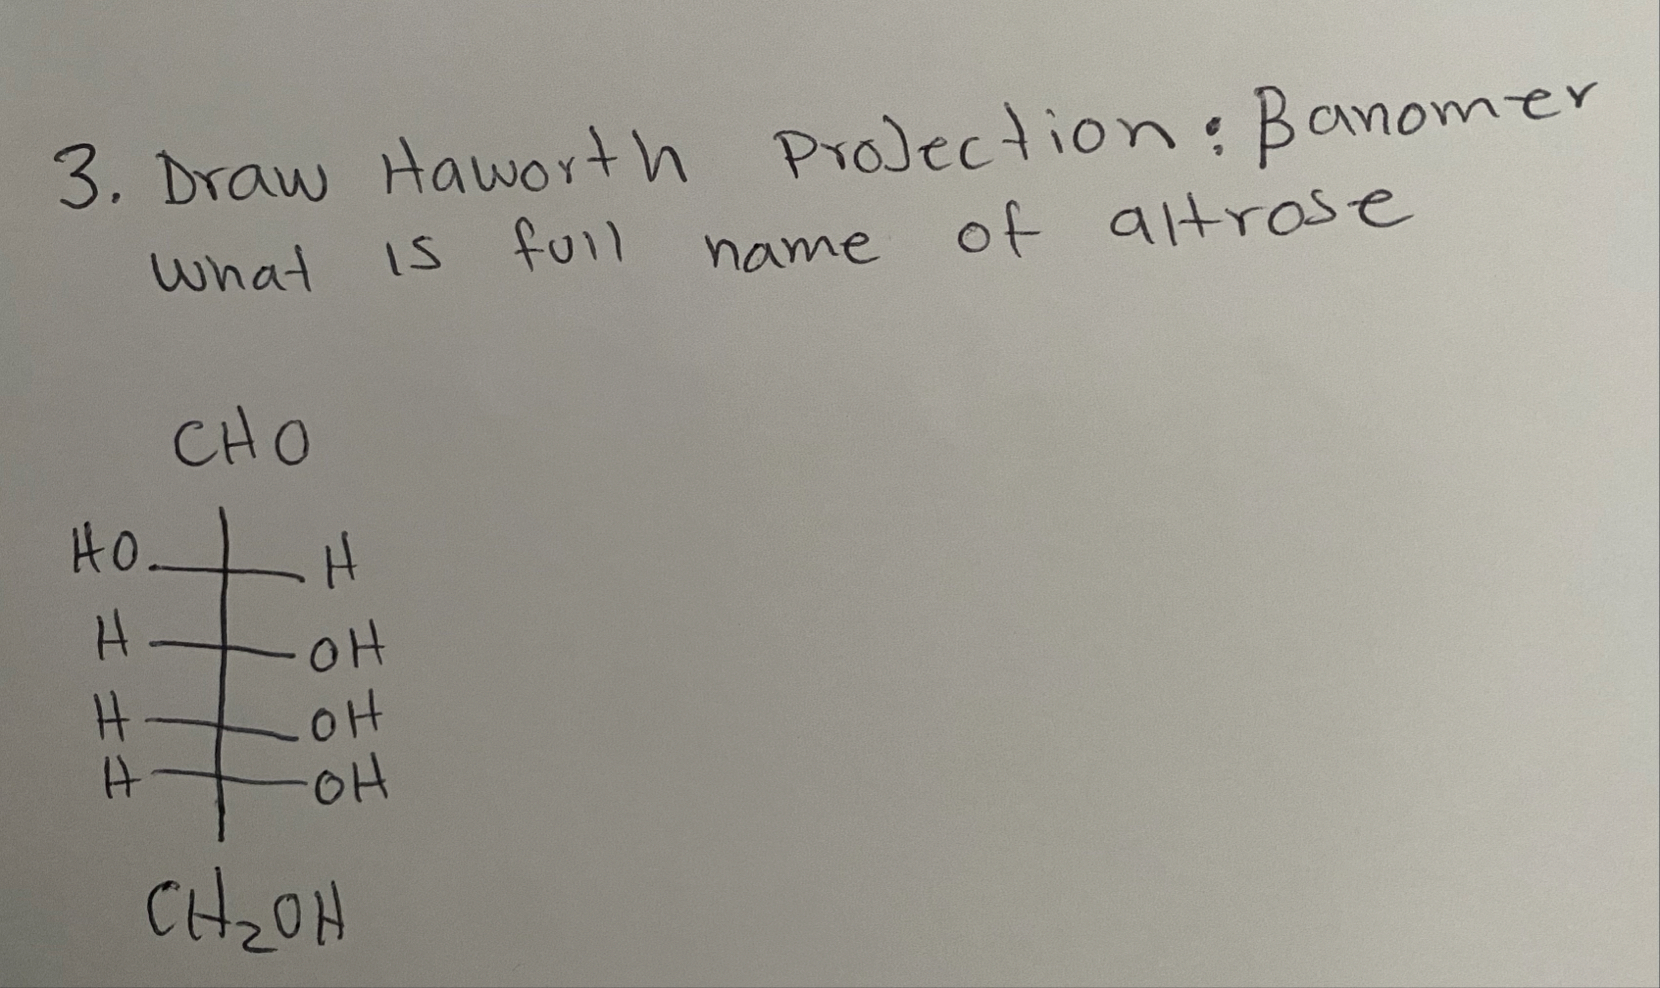 3. Draw Haworth Projection: β anomer
What is full name of altrose
CHO
HO H
H OH
H OH
H OH
CH₂OH